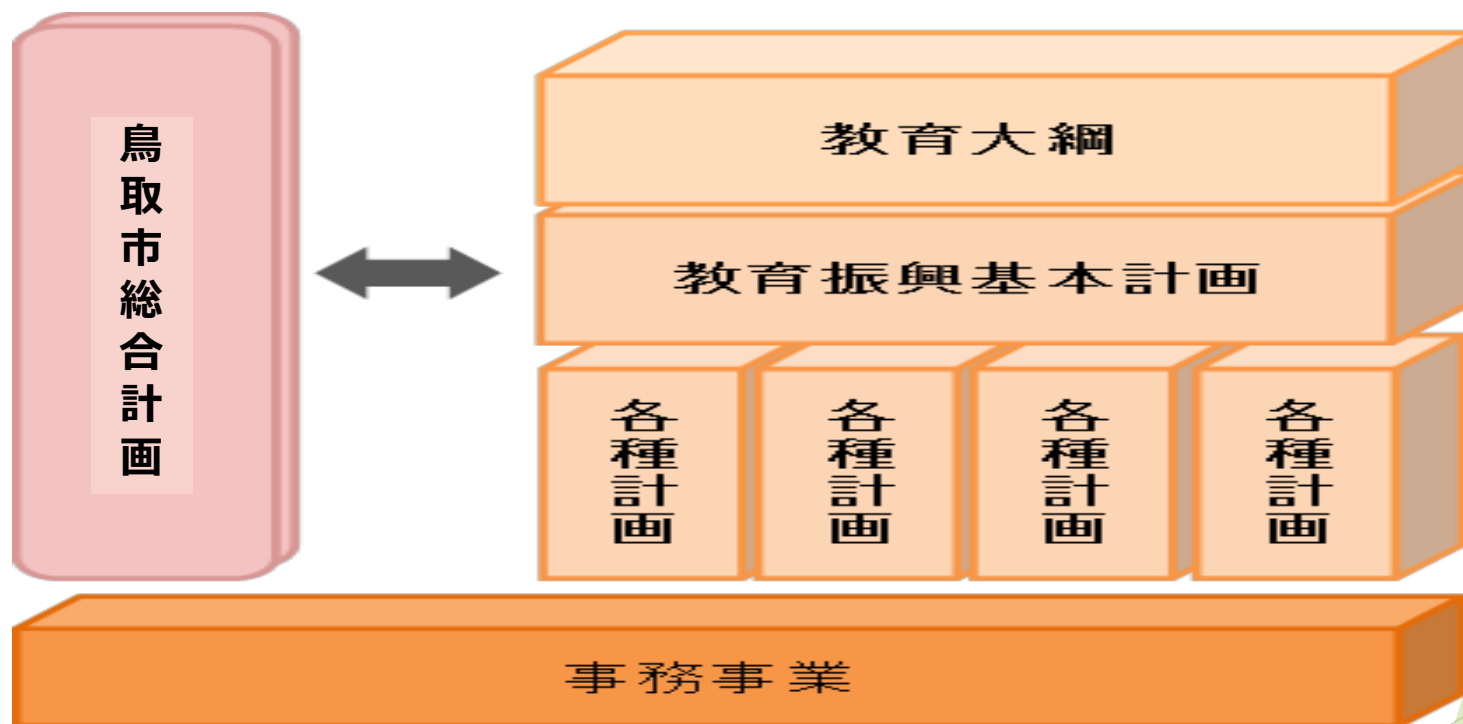 鳥取市総合計画
教育大綱
教育振興基本計画
各種計画
各種計画
各種計画
各種計画
事務事業